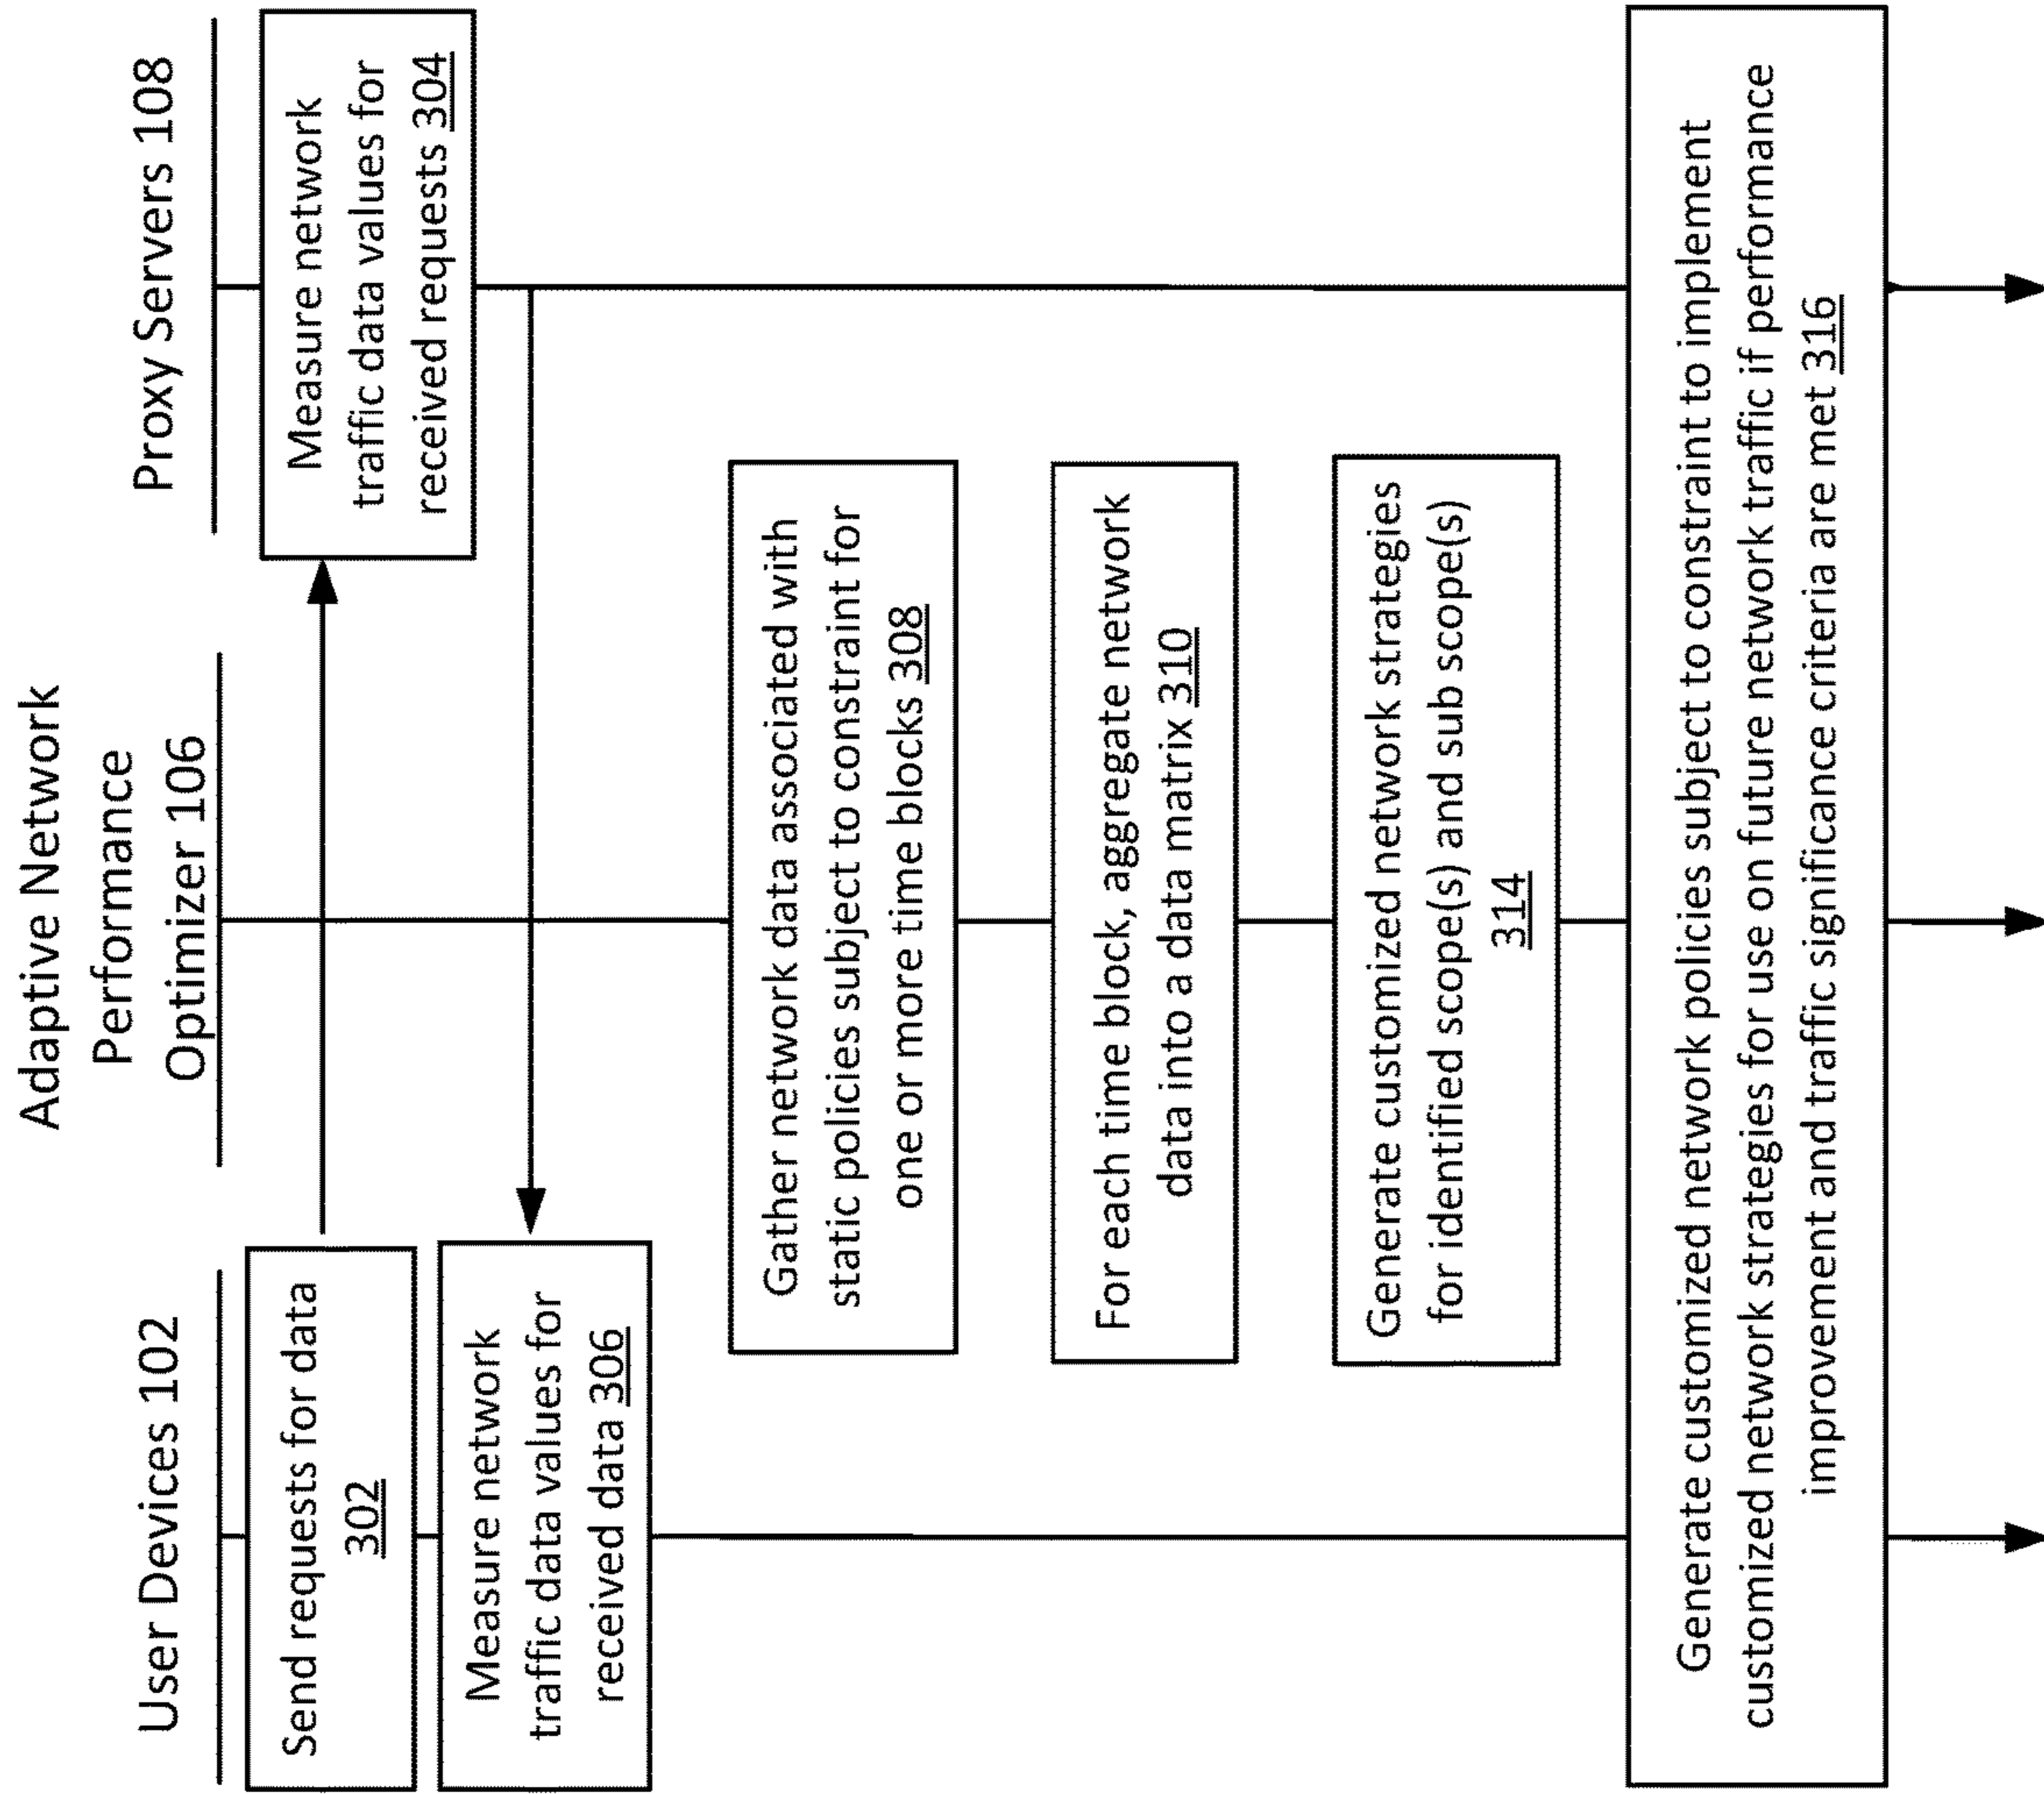 User Devices 102
Adaptive Network
Performance
Optimizer 106
Proxy Servers 108
Send requests for data
302
Measure network
traffic data values for
received requests 304
Measure network
traffic data values for
received data 306
Gather network data associated with
static policies subject to constraint for
one or more time blocks 308
For each time block, aggregate network
data into a data matrix 310
Generate customized network strategies
for identified scope(s) and sub scope(s)
314
Generate customized network policies subject to constraint to implement
customized network strategies for use on future network traffic if performance
improvement and traffic significance criteria are met 316